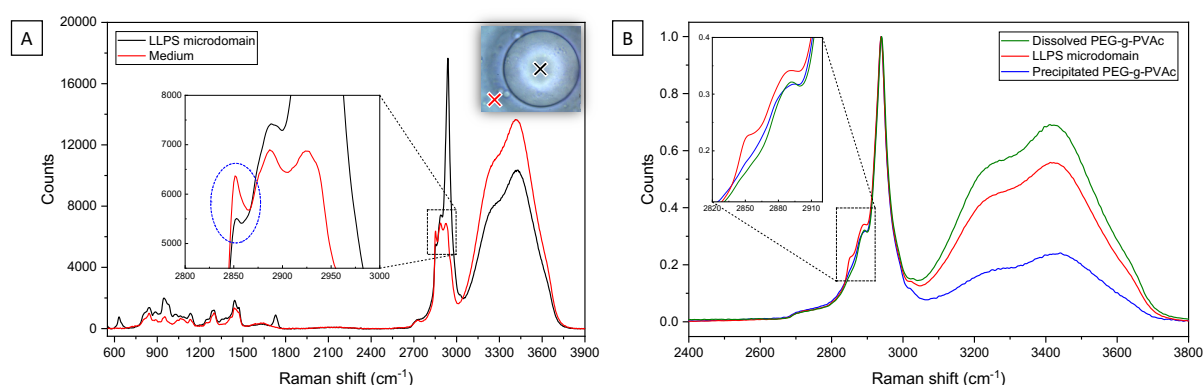 A
20000
16000
12000
8000
4000
0
Counts
LLPS microdomain
Medium
8000
7000
6000
5000
2800 2850 2900 2950 3000
600 900 1200 1500 1800 2100 2400 2700 3000 3300 3600 3900
Raman shift (cm⁻¹)
B
1.0
0.8
0.6
0.4
0.2
0.0
Counts
Dissolved PEG-g-PVAc
LLPS microdomain
Precipitated PEG-g-PVAc
0.4
0.3
0.2
2820 2850 2880 2910
2400 2600 2800 3000 3200 3400 3600 3800
Raman shift (cm⁻¹)